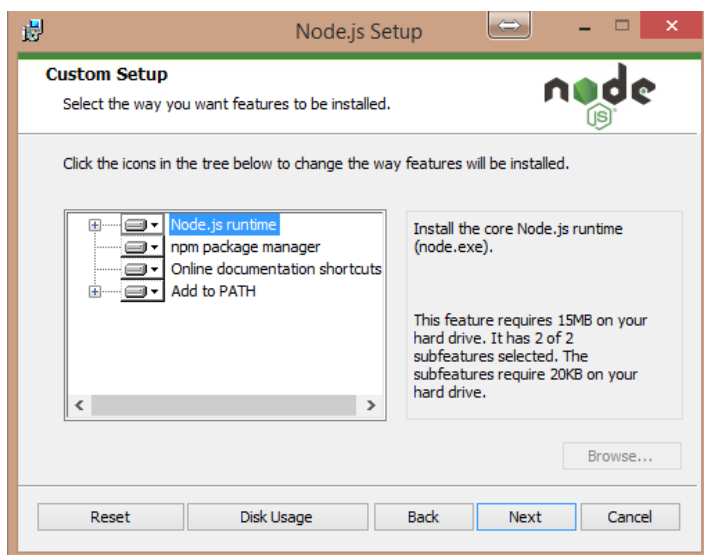 Node.js Setup
Custom Setup
Select the way you want features to be installed.
node
JS
Click the icons in the tree below to change the way features will be installed.
Node.js runtime
npm package manager
Online documentation shortcuts
Add to PATH
Install the core Node.js runtime
(node.exe).
This feature requires 15MB on your
hard drive. It has 2 of 2
subfeatures selected. The
subfeatures require 20KB on your
hard drive.
Browse...
Reset
Disk Usage
Back
Next
Cancel